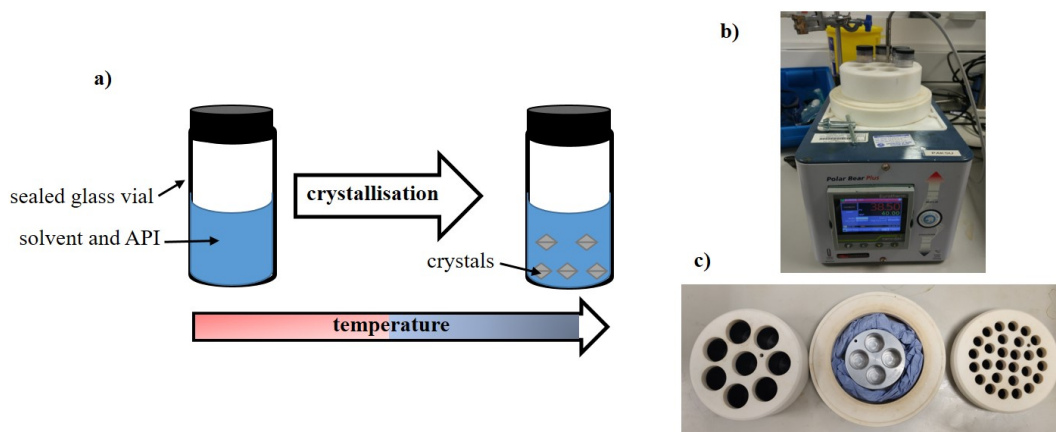 a)
sealed glass vial
solvent and API
crystallisation
crystals
temperature
b)
Polar Bear Plus
c)